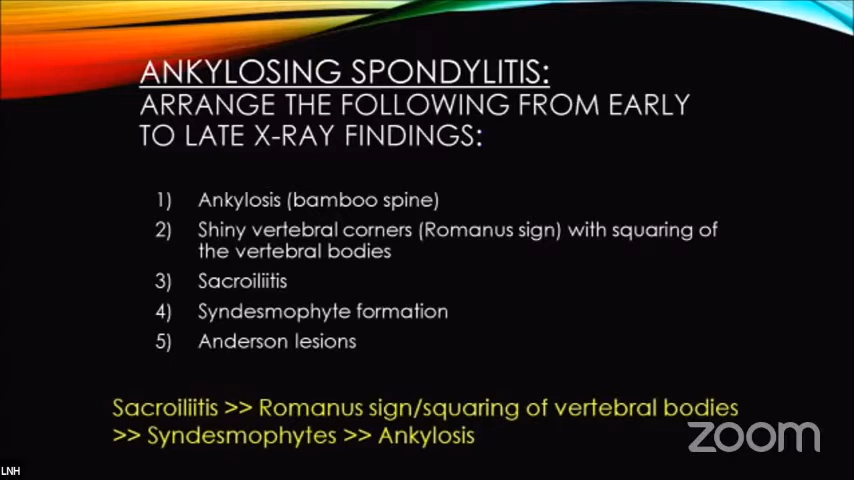 ANKYLOSING SPONDYLITIS:
ARRANGE THE FOLLOWING FROM EARLY
TO LATE X-RAY FINDINGS:
1) Ankylosis (bamboo spine)
2) Shiny vertebral corners (Romanus sign) with squaring of
the vertebral bodies
3) Sacroiliitis
4) Syndesmophyte formation
5) Anderson lesions
Sacroiliitis >> Romanus sign/squaring of vertebral bodies
>> Syndesmophytes >> Ankylosis
zoom
LNH